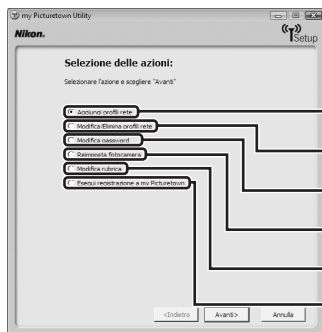 my Picturetown Utility
Nikon.
Setup
Selezione delle azioni:
Selezionare l'azione e scegliere "Avanti"
Aggiungi profili rete
Modifica/Elimina profili rete
Modifica password
Reimposta fotocamera
Modifica rubrica
Esegui registrazione a my Picturetown
<Indietro
Avanti>
Annulla